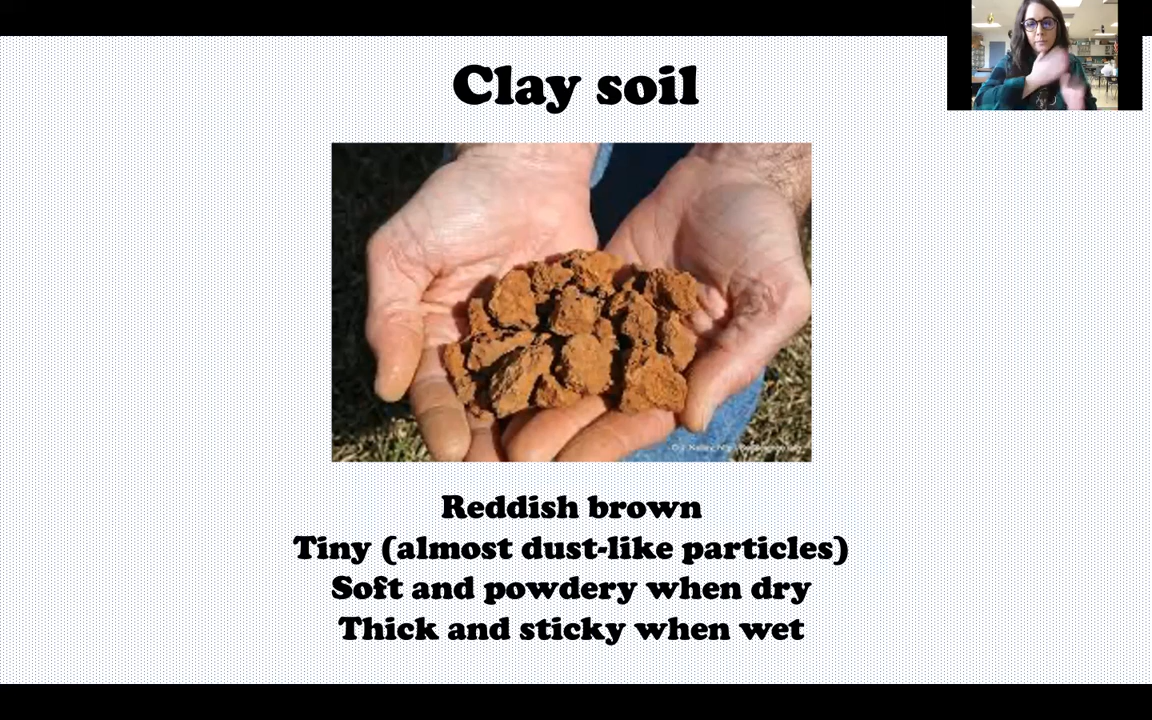 Clay soil
Reddish brown
Tiny (almost dust-like particles)
Soft and powdery when dry
Thick and sticky when wet